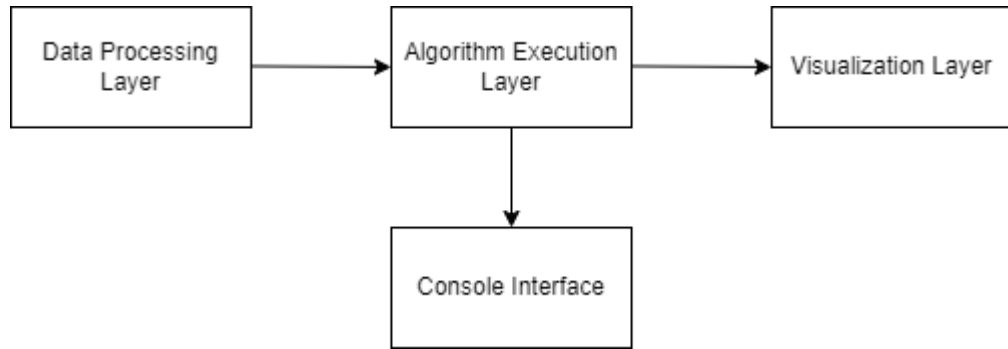 Data Processing
Layer
Algorithm Execution
Layer
Visualization Layer
Console Interface